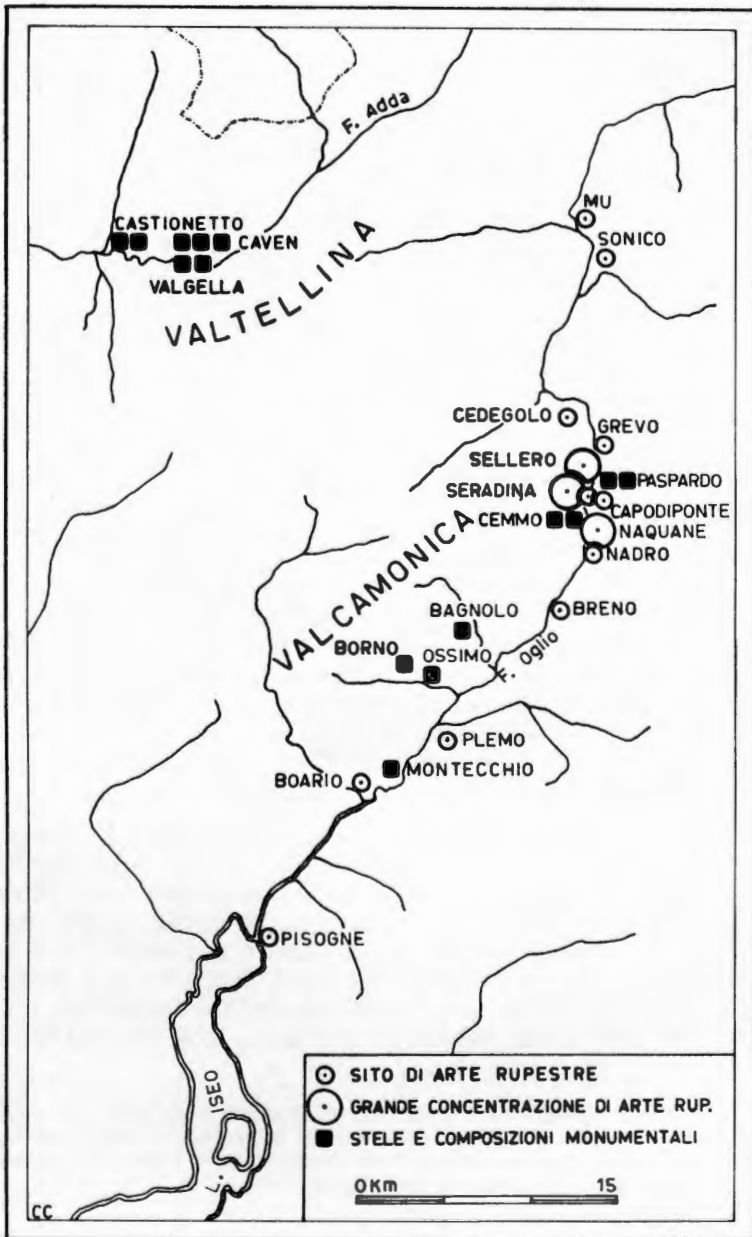 F. Adda
MU
CASTIONETTO
CAVEN
SONICO
VALGELLA
VALTELLINA
CEDEGOLO
GREVO
SELLERO
PASPARDO
SERADINA
CAPODIPONTE
CEMMO
NAQUANE
NADRO
VALCAMONICA
BAGNOLO
BRENO
BORNO
OSSIMO
F. Oglio
PLEMO
BOARIO
MONTECCHIO
PISOGNE
L. ISEO
SITO DI ARTE RUPESTRE
GRANDE CONCENTRAZIONE DI ARTE RUP.
STELE E COMPOSIZIONI MONUMENTALI
0 Km 15
CC